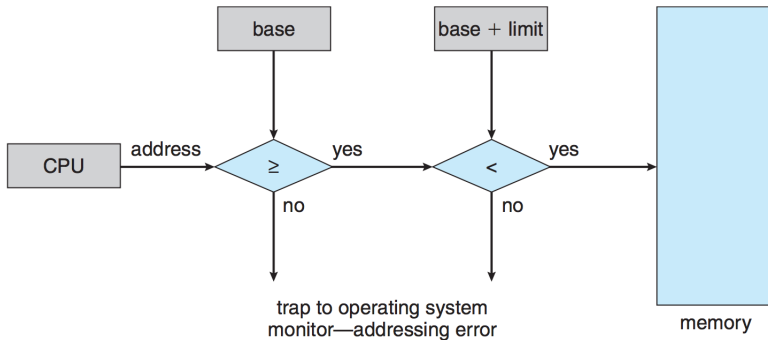 base
base + limit
CPU
address
≥
yes
<
yes
no
no
trap to operating system
monitor—addressing error
memory